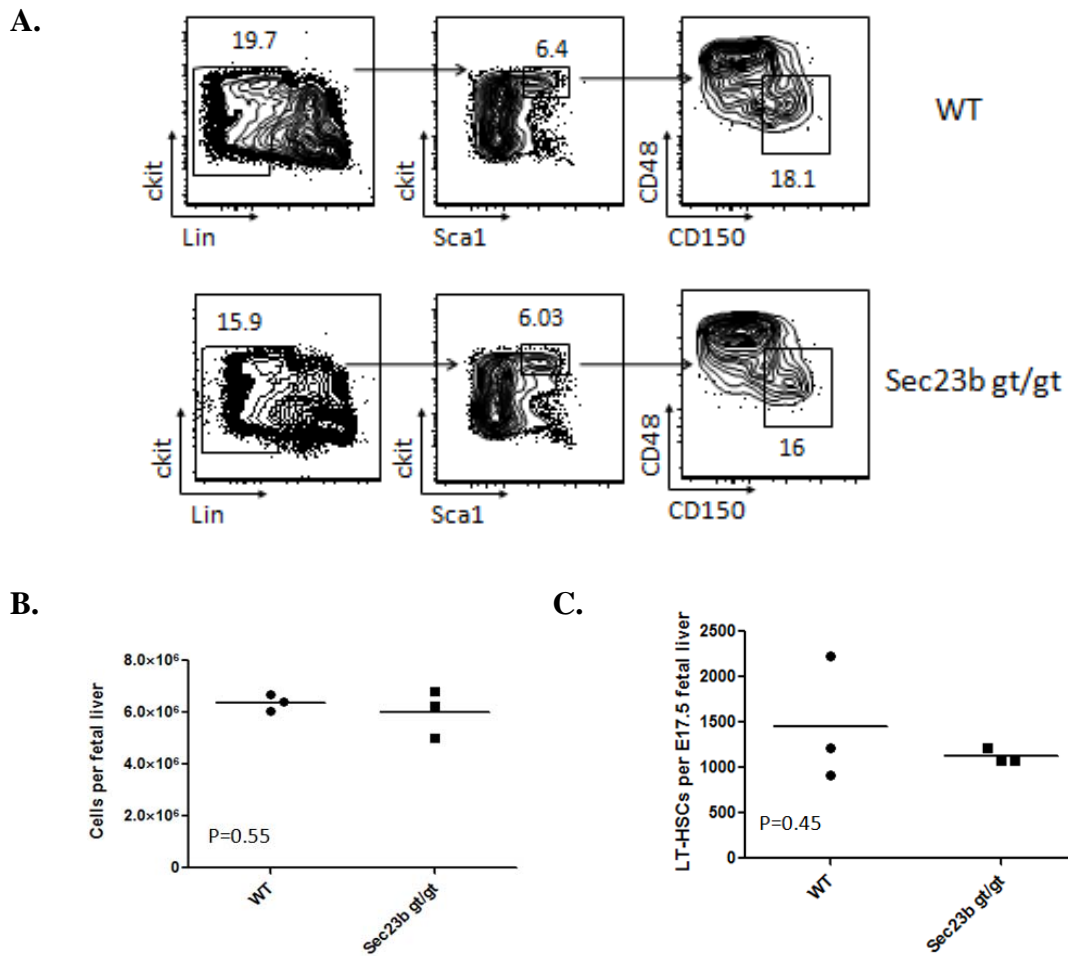 A.
19.7
6.4
ckit
Lin
ckit
Sca1
CD48
CD150
18.1
WT
15.9
6.03
ckit
Lin
ckit
Sca1
CD48
CD150
16
Sec23b gt/gt
B.
Cells per fetal liver
8.0×10⁶
6.0×10⁶
4.0×10⁶
2.0×10⁶
0
P=0.55
WT
Sec23b gt/gt
C.
LT-HSCs per E17.5 fetal liver
2500
2000
1500
1000
500
0
P=0.45
WT
Sec23b gt/gt